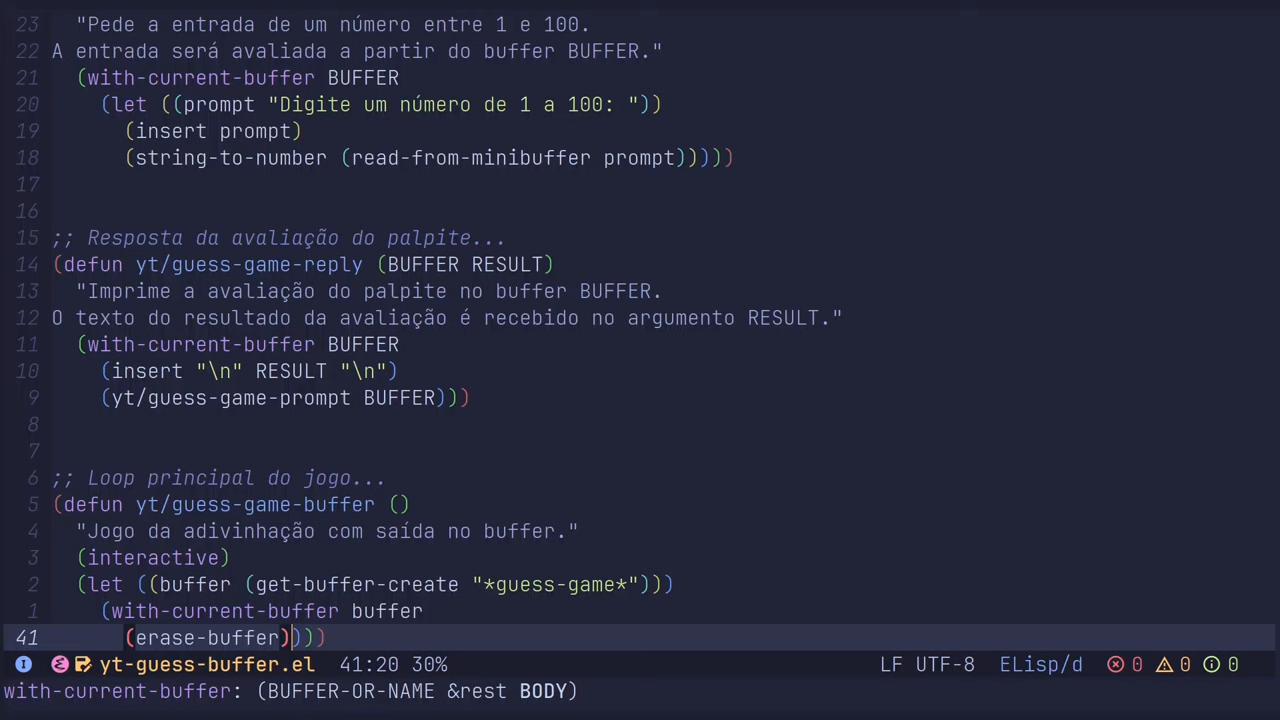 23 "Pede a entrada de um número entre 1 e 100.
22 A entrada será avaliada a partir do buffer BUFFER."
21 (with-current-buffer BUFFER
20 (let ((prompt "Digite um número de 1 a 100: "))
19 (insert prompt)
18 (string-to-number (read-from-minibuffer prompt)))))
17
16
15 ;; Resposta da avaliação do palpite...
14 (defun yt/guess-game-reply (BUFFER RESULT)
13 "Imprime a avaliação do palpite no buffer BUFFER.
12 O texto do resultado da avaliação é recebido no argumento RESULT."
11 (with-current-buffer BUFFER
10 (insert "\n" RESULT "\n")
9 (yt/guess-game-prompt BUFFER)))
8
7
6 ;; Loop principal do jogo...
5 (defun yt/guess-game-buffer ()
4 "Jogo da adivinhação com saída no buffer."
3 (interactive)
2 (let ((buffer (get-buffer-create "*guess-game*")))
1 (with-current-buffer buffer
41 (erase-buffer))))
I yt-guess-buffer.el 41:20 30% LF UTF-8 ELisp/d 0 0 0
with-current-buffer: (BUFFER-OR-NAME &rest BODY)